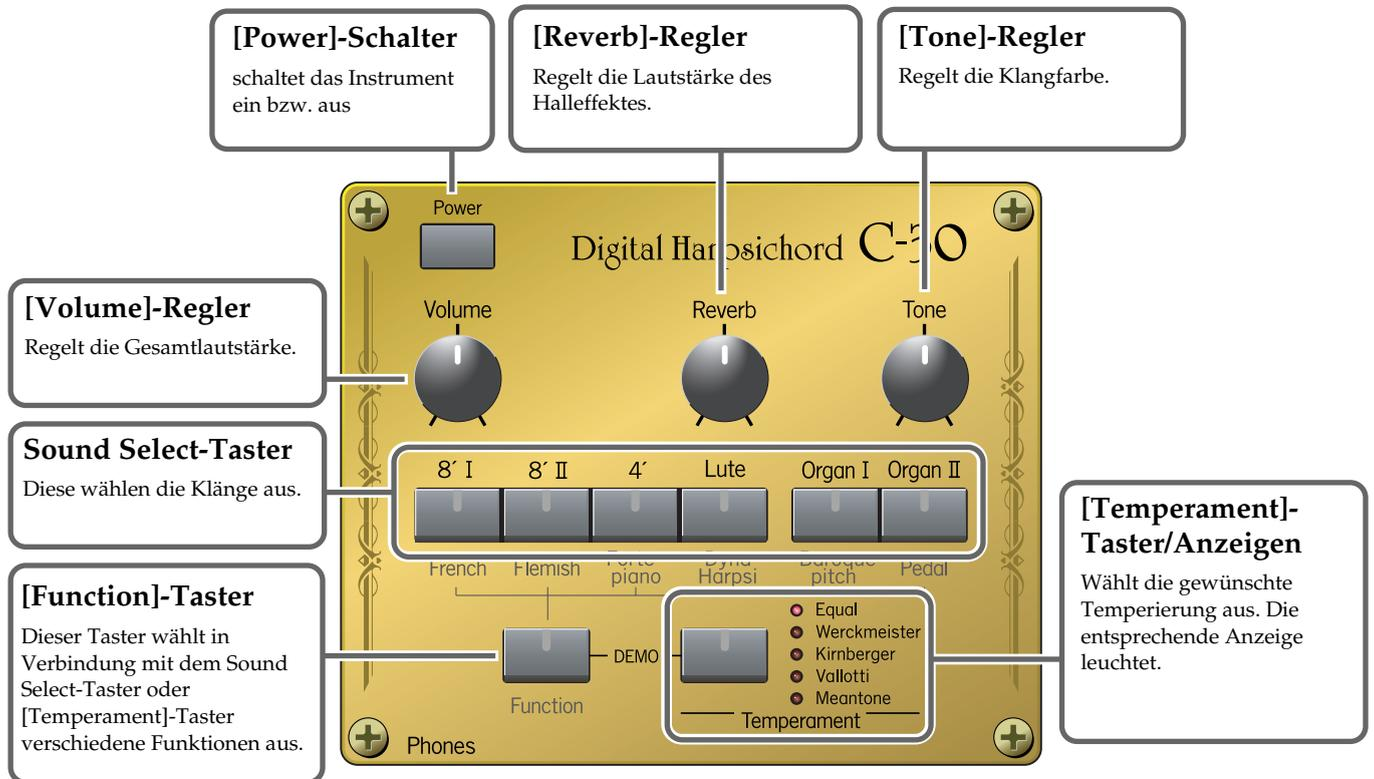 [Power]-Schalter
schaltet das Instrument
ein bzw. aus
[Reverb]-Regler
Regelt die Lautstärke des
Halleffektes.
[Tone]-Regler
Regelt die Klangfarbe.
Power
Digital Harpsichord C-30
[Volume]-Regler
Regelt die Gesamtlautstärke.
Volume
Reverb
Tone
Sound Select-Taster
Diese wählen die Klänge aus.
8´ I
8´ II
4´
Lute
Organ I
Organ II
French
Flemish
Forte
piano
Dyna
Harpsi
Baroque
pitch
Pedal
[Function]-Taster
Dieser Taster wählt in
Verbindung mit dem Sound
Select-Taster oder
[Temperament]-Taster
verschiedene Funktionen aus.
DEMO
Function
Equal
Werckmeister
Kirnberger
Vallotti
Meantone
Temperament
Phones
[Temperament]-
Taster/Anzeigen
Wählt die gewünschte
Temperierung aus. Die
entsprechende Anzeige
leuchtet.